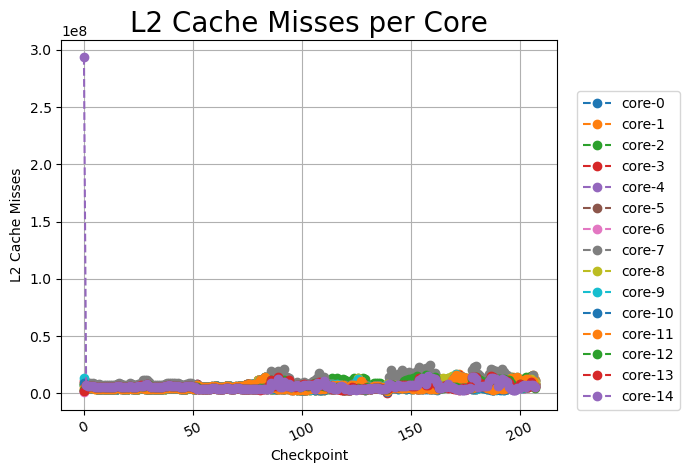 L2 Cache Misses per Core
1e8
3.0
2.5
2.0
1.5
1.0
0.5
0.0
L2 Cache Misses
0
50
100
150
200
Checkpoint
core-0
core-1
core-2
core-3
core-4
core-5
core-6
core-7
core-8
core-9
core-10
core-11
core-12
core-13
core-14